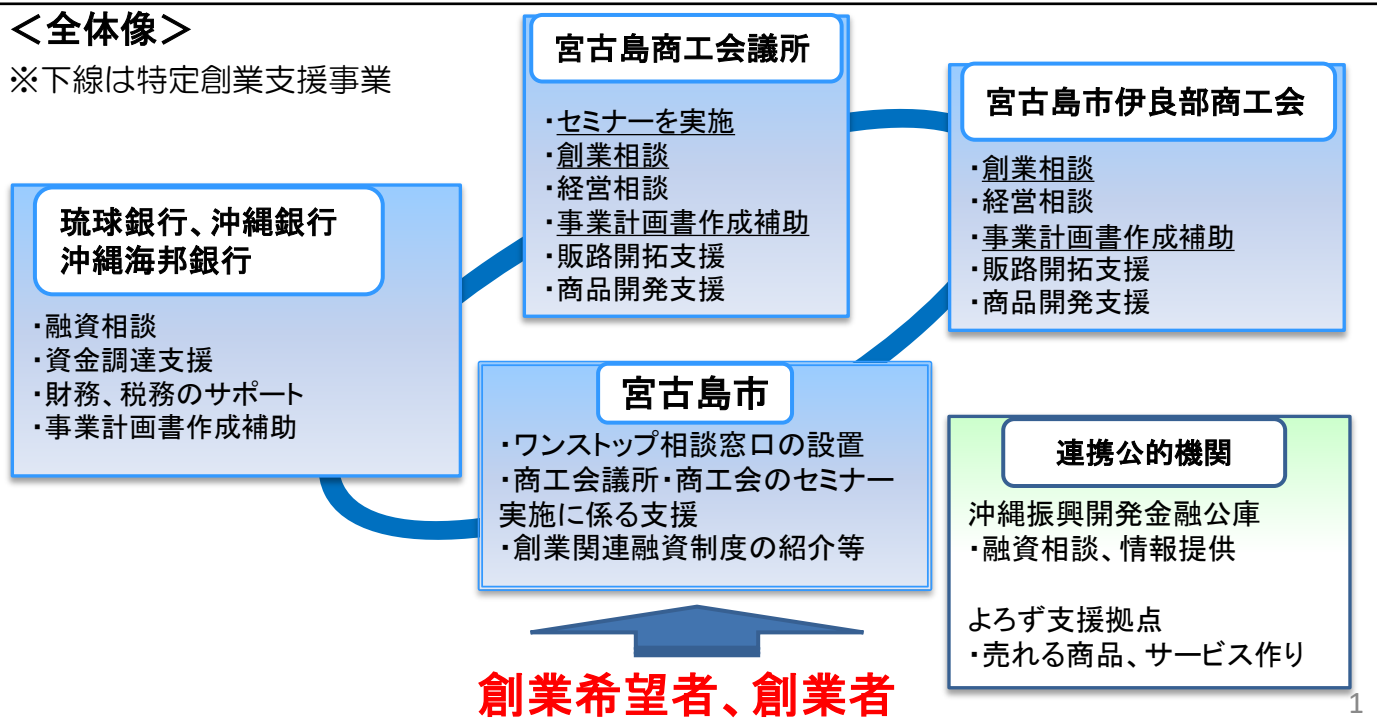 ＜全体像＞
※下線は特定創業支援事業
宮古島商工会議所
・セミナーを実施
・創業相談
・経営相談
・事業計画書作成補助
・販路開拓支援
・商品開発支援
宮古島市伊良部商工会
・創業相談
・経営相談
・事業計画書作成補助
・販路開拓支援
・商品開発支援
琉球銀行、沖縄銀行
沖縄海邦銀行
・融資相談
・資金調達支援
・財務、税務のサポート
・事業計画書作成補助
宮古島市
・ワンストップ相談窓口の設置
・商工会議所・商工会のセミナー
実施に係る支援
・創業関連融資制度の紹介等
連携公的機関
沖縄振興開発金融公庫
・融資相談、情報提供
よろず支援拠点
・売れる商品、サービス作り
創業希望者、創業者
1